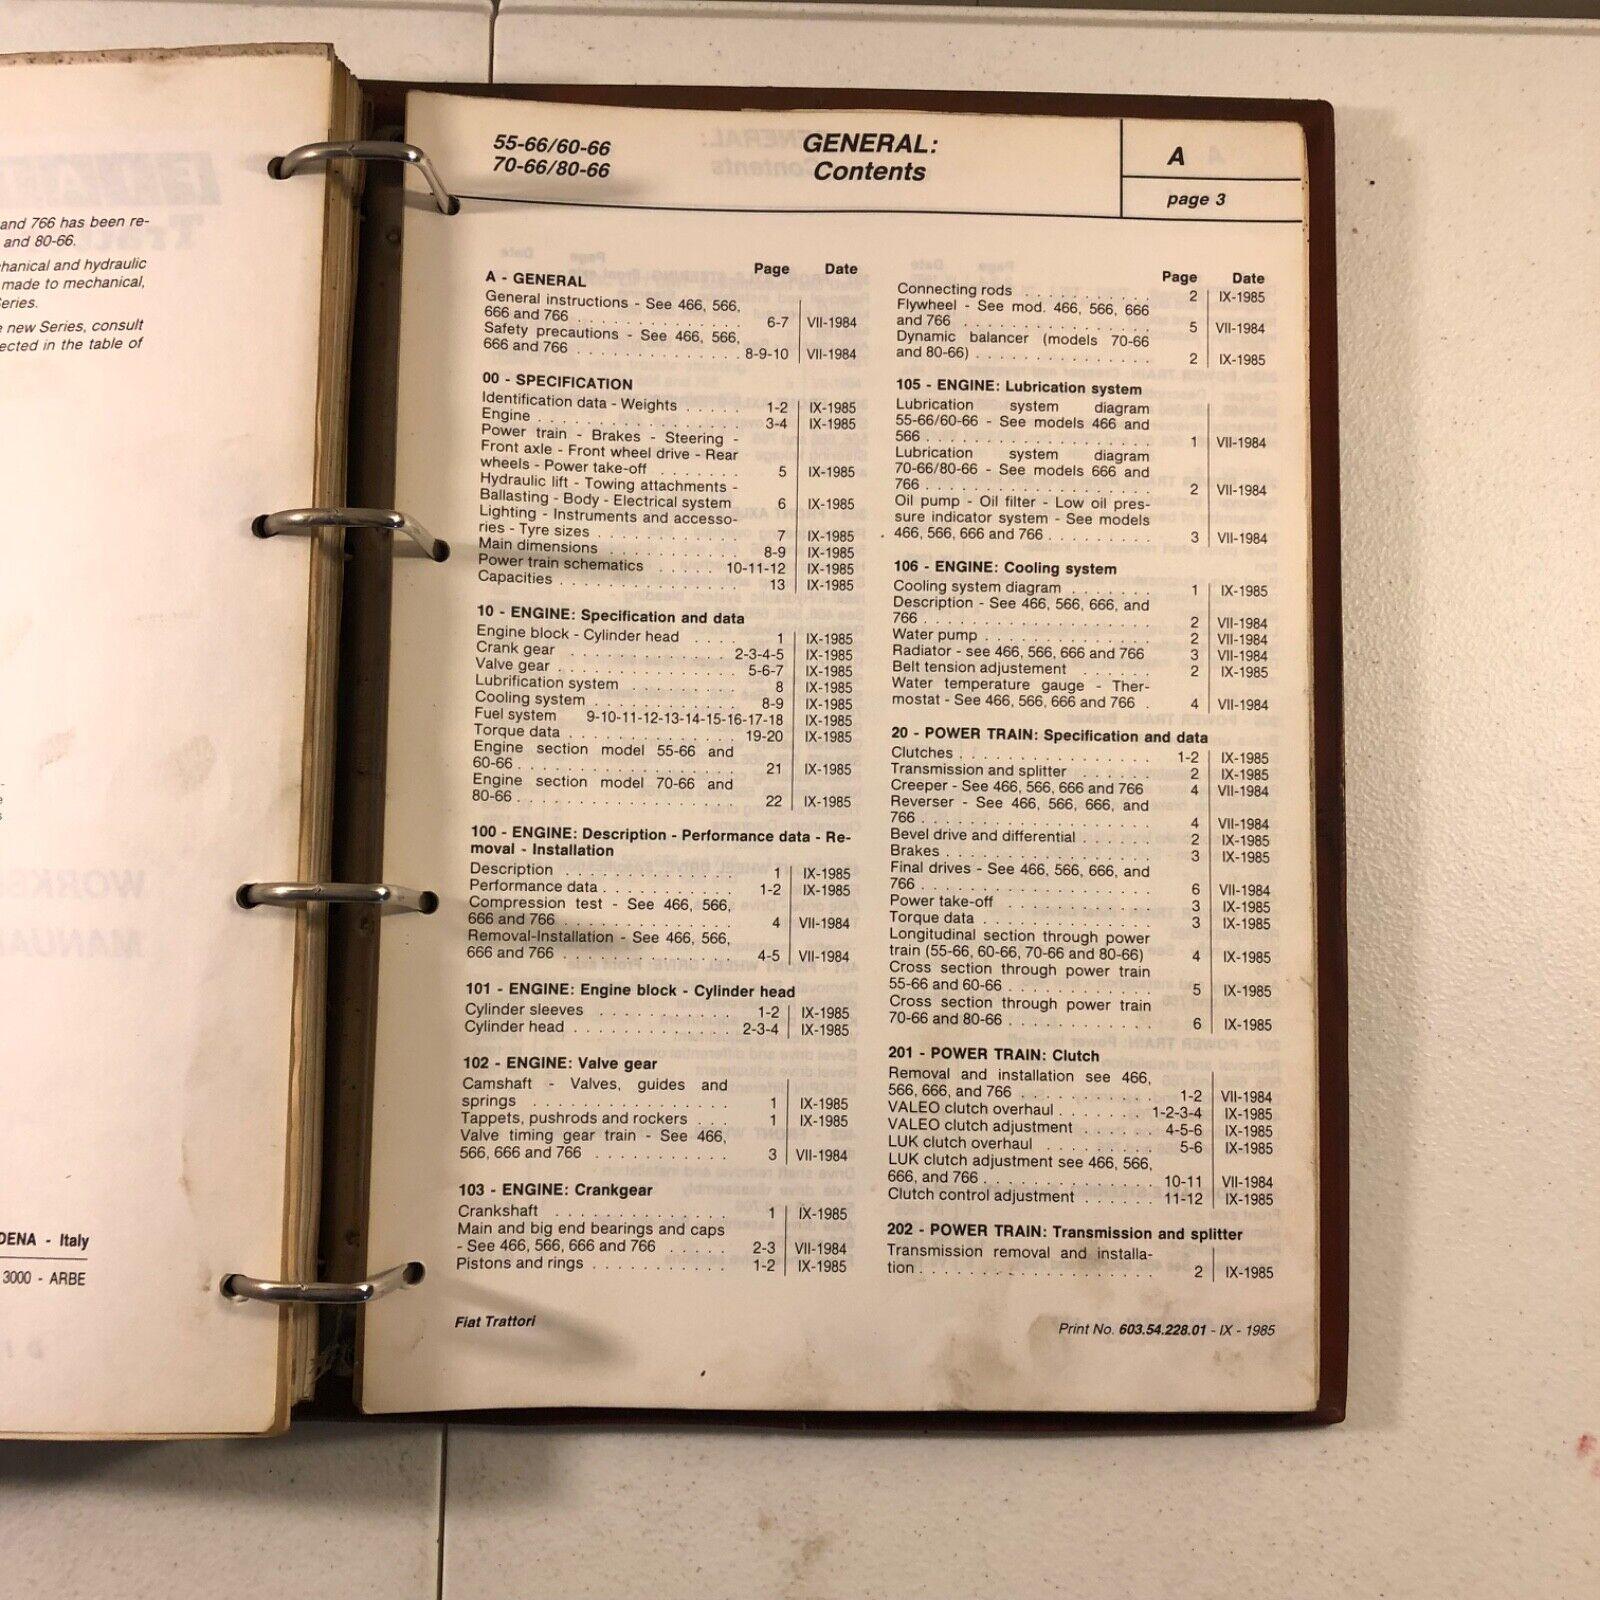 and 766 has been re-
and 80-66.
hanical and hydraulic
made to mechanical,
eries.
e new Series, consult
ected in the table of
DENA - Italy
3000 - ARBE
55-66/60-66
70-66/80-66
GENERAL:
Contents
A
page 3
Page Date
A - GENERAL
General instructions - See 466, 566,
666 and 766 . . . . . . . . . . . . . . 6-7 VII-1984
Safety precautions - See 466, 566,
666 and 766 . . . . . . . . . . . . . . 8-9-10 VII-1984
00 - SPECIFICATION
Identification data - Weights . . . . . 1-2 IX-1985
Engine . . . . . . . . . . . . . . . . . 3-4 IX-1985
Power train - Brakes - Steering -
Front axle - Front wheel drive - Rear
wheels - Power take-off . . . . . . . 5 IX-1985
Hydraulic lift - Towing attachments -
Ballasting - Body - Electrical system 6 IX-1985
Lighting - Instruments and accesso-
ries - Tyre sizes . . . . . . . . . . . 7 IX-1985
Main dimensions . . . . . . . . . . . 8-9 IX-1985
Power train schematics . . . . . 10-11-12 IX-1985
Capacities . . . . . . . . . . . . . . 13 IX-1985
10 - ENGINE: Specification and data
Engine block - Cylinder head . . . . 1 IX-1985
Crank gear . . . . . . . . . . . . . 2-3-4-5 IX-1985
Valve gear . . . . . . . . . . . . . . 5-6-7 IX-1985
Lubrification system . . . . . . . . . 8 IX-1985
Cooling system . . . . . . . . . . . . 8-9 IX-1985
Fuel system 9-10-11-12-13-14-15-16-17-18 IX-1985
Torque data . . . . . . . . . . . . . . 19-20 IX-1985
Engine section model 55-66 and
60-66 . . . . . . . . . . . . . . . . . . 21 IX-1985
Engine section model 70-66 and
80-66 . . . . . . . . . . . . . . . . . . 22 IX-1985
100 - ENGINE: Description - Performance data - Re-
moval - Installation
Description . . . . . . . . . . . . . . . 1 IX-1985
Performance data . . . . . . . . . . . 1-2 IX-1985
Compression test - See 466, 566,
666 and 766 . . . . . . . . . . . . . . 4 VII-1984
Removal-Installation - See 466, 566,
666 and 766 . . . . . . . . . . . . . . 4-5 VII-1984
101 - ENGINE: Engine block - Cylinder head
Cylinder sleeves . . . . . . . . . . . 1-2 IX-1985
Cylinder head . . . . . . . . . . . . . 2-3-4 IX-1985
102 - ENGINE: Valve gear
Camshaft - Valves, guides and
springs . . . . . . . . . . . . . . . . . 1 IX-1985
Tappets, pushrods and rockers . . . 1 IX-1985
Valve timing gear train - See 466,
566, 666 and 766 . . . . . . . . . . . 3 VII-1984
103 - ENGINE: Crankgear
Crankshaft . . . . . . . . . . . . . . 1 IX-1985
Main and big end bearings and caps
- See 466, 566, 666 and 766 . . . . . 2-3 VII-1984
Pistons and rings . . . . . . . . . . . 1-2 IX-1985
Page Date
Connecting rods . . . . . . . . . . . 2 IX-1985
Flywheel - See mod. 466, 566, 666
and 766 . . . . . . . . . . . . . . . . . 5 VII-1984
Dynamic balancer (models 70-66
and 80-66) . . . . . . . . . . . . . . . 2 IX-1985
105 - ENGINE: Lubrication system
Lubrication system diagram
55-66/60-66 - See models 466 and
566 . . . . . . . . . . . . . . . . . . . . 1 VII-1984
Lubrication system diagram
70-66/80-66 - See models 666 and
766 . . . . . . . . . . . . . . . . . . . . 2 VII-1984
Oil pump - Oil filter - Low oil pres-
sure indicator system - See models
466, 566, 666 and 766 . . . . . . . . 3 VII-1984
106 - ENGINE: Cooling system
Cooling system diagram . . . . . . . 1 IX-1985
Description - See 466, 566, 666, and
766 . . . . . . . . . . . . . . . . . . . . 2 VII-1984
Water pump . . . . . . . . . . . . . . 2 VII-1984
Radiator - see 466, 566, 666 and 766 3 VII-1984
Belt tension adjustement . . . . . . 2 IX-1985
Water temperature gauge - Ther-
mostat - See 466, 566, 666 and 766 . 4 VII-1984
20 - POWER TRAIN: Specification and data
Clutches . . . . . . . . . . . . . . . . . 1-2 IX-1985
Transmission and splitter . . . . . . 2 IX-1985
Creeper - See 466, 566, 666 and 766 4 VII-1984
Reverser - See 466, 566, 666, and
766 . . . . . . . . . . . . . . . . . . . . 4 VII-1984
Bevel drive and differential . . . . . . 2 IX-1985
Brakes . . . . . . . . . . . . . . . . . . 3 IX-1985
Final drives - See 466, 566, 666, and
766 . . . . . . . . . . . . . . . . . . . . 6 VII-1984
Power take-off . . . . . . . . . . . . 3 IX-1985
Torque data . . . . . . . . . . . . . . 3 IX-1985
Longitudinal section through power
train (55-66, 60-66, 70-66 and 80-66) 4 IX-1985
Cross section through power train
55-66 and 60-66 . . . . . . . . . . . . 5 IX-1985
Cross section through power train
70-66 and 80-66 . . . . . . . . . . . . 6 IX-1985
201 - POWER TRAIN: Clutch
Removal and installation see 466,
566, 666, and 766 . . . . . . . . . . . 1-2 VII-1984
VALEO clutch overhaul . . . . . . . 1-2-3-4 IX-1985
VALEO clutch adjustment . . . . . . 4-5-6 IX-1985
LUK clutch overhaul . . . . . . . . . 5-6 IX-1985
LUK clutch adjustment see 466, 566,
666, and 766 . . . . . . . . . . . . . . 10-11 VII-1984
Clutch control adjustment . . . . . . 11-12 IX-1985
202 - POWER TRAIN: Transmission and splitter
Transmission removal and installa-
tion . . . . . . . . . . . . . . . . . . . 2 IX-1985
Fiat Trattori
Print No. 603.54.228.01 - IX - 1985